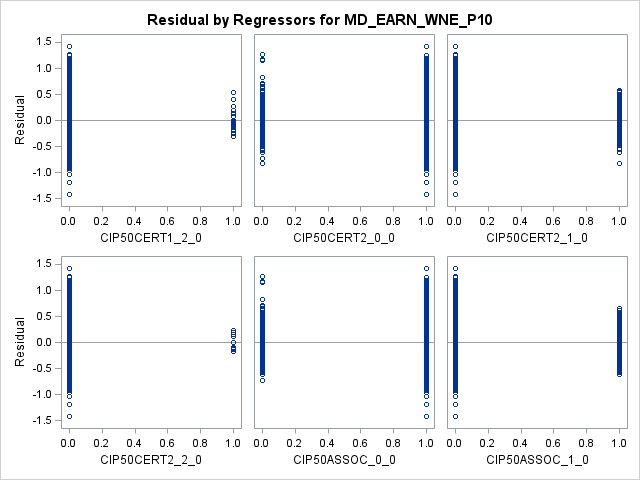 Residual by Regressors for MD_EARN_WNE_P10
Residual
1.5
1.0
0.5
0.0
-0.5
-1.0
-1.5
0.0 0.2 0.4 0.6 0.8 1.0
0.0 0.2 0.4 0.6 0.8 1.0
0.0 0.2 0.4 0.6 0.8 1.0
CIP50CERT1_2_0
CIP50CERT2_0_0
CIP50CERT2_1_0
Residual
1.5
1.0
0.5
0.0
-0.5
-1.0
-1.5
0.0 0.2 0.4 0.6 0.8 1.0
0.0 0.2 0.4 0.6 0.8 1.0
0.0 0.2 0.4 0.6 0.8 1.0
CIP50CERT2_2_0
CIP50ASSOC_0_0
CIP50ASSOC_1_0